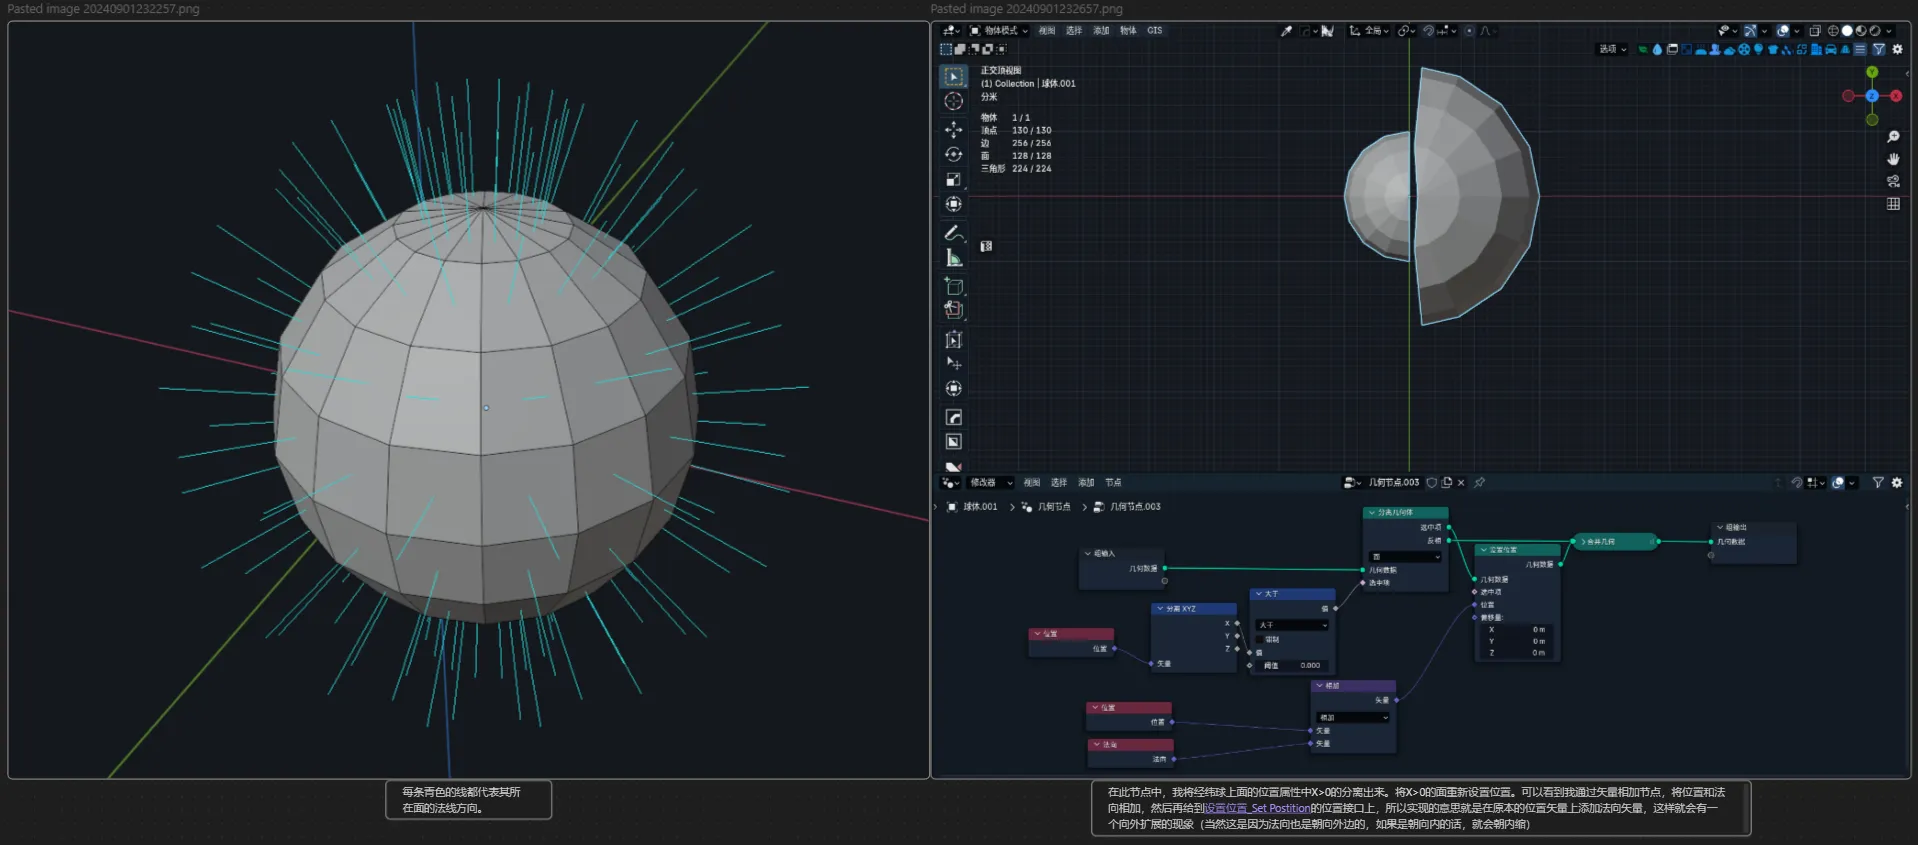 Pasted image 20240901232257.png
Pasted image 20240901232657.png
物体模式 视图 选择 添加 物体 GIS
全局
选项
正交顶视图
(1) Collection | 球体.001
分米
物体 1 / 1
顶点 130 / 130
边 256 / 256
面 128 / 128
三角形 224 / 224
Y
Z
X
修改器 视图 选择 添加 节点
几何节点.003
球体.001 > 几何节点 > 几何节点.003
分离几何体
选中项
反相
面
几何数据
选中项
组输入
几何数据
设置位置
几何数据
几何数据
选中项
位置
偏移量:
X 0 m
Y 0 m
Z 0 m
合并几何
组输出
几何数据
分离 XYZ
X
Y
Z
矢量
大于
值
大于
钳制
值
阈值 0.000
位置
位置
相加
矢量
相加
矢量
矢量
位置
位置
法向
法向
每条青色的线都代表其所
在面的法线方向。
在此节点中，我将经纬球上面的位置属性中X>0的分离出来。将X>0的面重新设置位置。可以看到我通过矢量相加节点，将位置和法
向相加，然后再给到设置位置_Set Postition的位置接口上，所以实现的意思就是在原本的位置矢量上添加法向矢量，这样就会有一
个向外扩展的现象（当然这是因为法向也是朝向外边的，如果是朝向内的话，就会朝内缩）